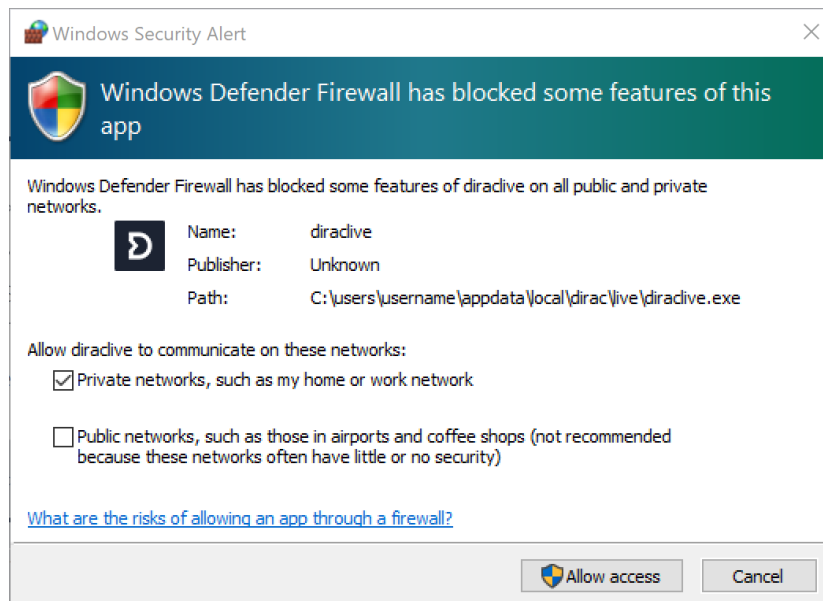 Windows Security Alert
Windows Defender Firewall has blocked some features of this
app
Windows Defender Firewall has blocked some features of diraclive on all public and private
networks.
Name: diraclive
Publisher: Unknown
Path: C:\users\username\appdata\local\dirac\live\diraclive.exe
Allow diraclive to communicate on these networks:
Private networks, such as my home or work network
Public networks, such as those in airports and coffee shops (not recommended
because these networks often have little or no security)
What are the risks of allowing an app through a firewall?
Allow access Cancel